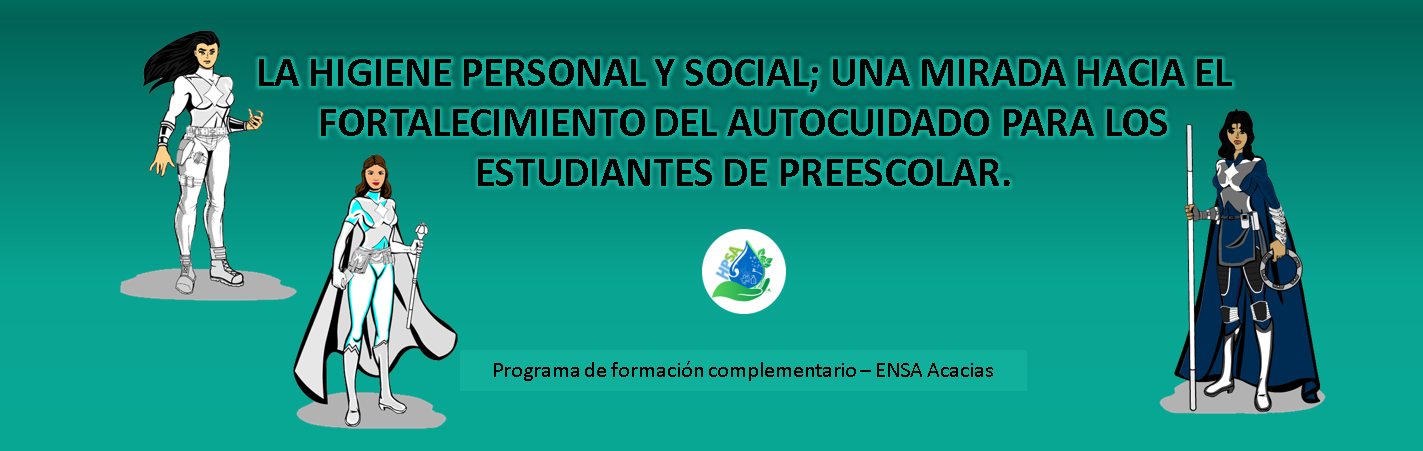 LA HIGIENE PERSONAL Y SOCIAL; UNA MIRADA HACIA EL
FORTALECIMIENTO DEL AUTOCUIDADO PARA LOS
ESTUDIANTES DE PREESCOLAR.
HPSA
Programa de formación complementario – ENSA Acacias